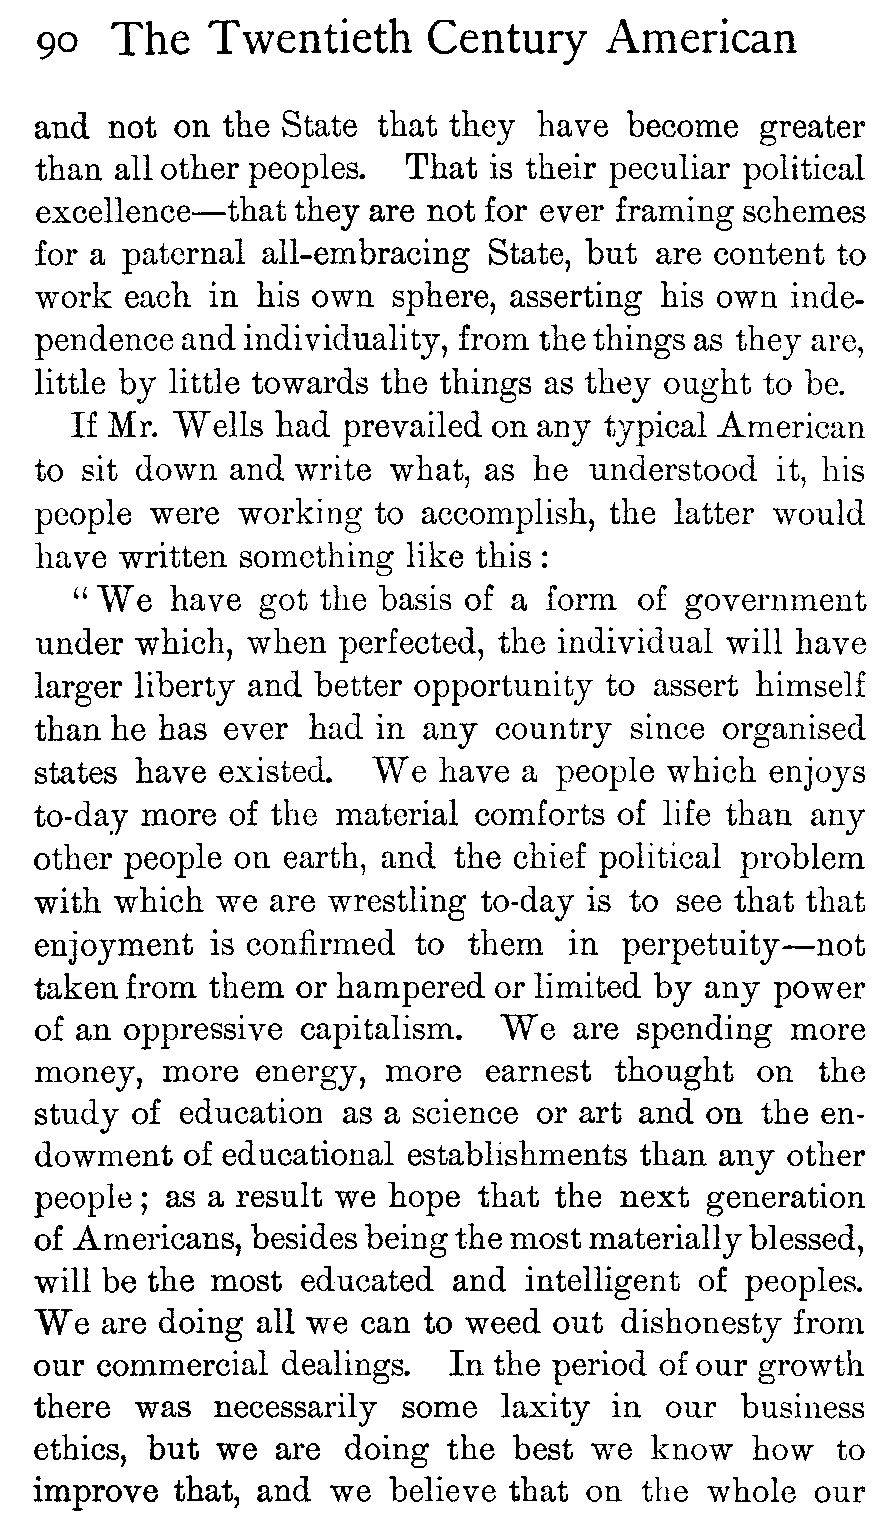 90 The Twentieth Century American
and not on the State that they have become greater
than all other peoples. That is their peculiar political
excellence—that they are not for ever framing schemes
for a paternal all-embracing State, but are content to
work each in his own sphere, asserting his own inde-
pendence and individuality, from the things as they are,
little by little towards the things as they ought to be.
If Mr. Wells had prevailed on any typical American
to sit down and write what, as he understood it, his
people were working to accomplish, the latter would
have written something like this :
“ We have got the basis of a form of government
under which, when perfected, the individual will have
larger liberty and better opportunity to assert himself
than he has ever had in any country since organised
states have existed. We have a people which enjoys
to-day more of the material comforts of life than any
other people on earth, and the chief political problem
with which we are wrestling to-day is to see that that
enjoyment is confirmed to them in perpetuity—not
taken from them or hampered or limited by any power
of an oppressive capitalism. We are spending more
money, more energy, more earnest thought on the
study of education as a science or art and on the en-
dowment of educational establishments than any other
people ; as a result we hope that the next generation
of Americans, besides being the most materially blessed,
will be the most educated and intelligent of peoples.
We are doing all we can to weed out dishonesty from
our commercial dealings. In the period of our growth
there was necessarily some laxity in our business
ethics, but we are doing the best we know how to
improve that, and we believe that on the whole our